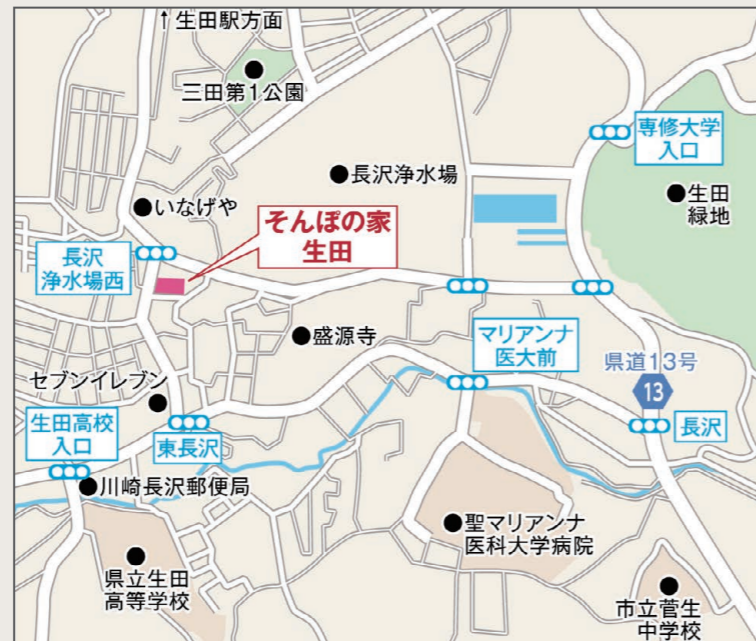 ↑生田駅方面
三田第1公園
専修大学
入口
長沢浄水場
生田
緑地
いなげや
そんぽの家
生田
長沢
浄水場西
盛源寺
マリアンナ
医大前
県道13号
13
セブンイレブン
生田高校
入口
東長沢
長沢
川崎長沢郵便局
聖マリアンナ
医科大学病院
県立生田
高等学校
市立菅生
中学校